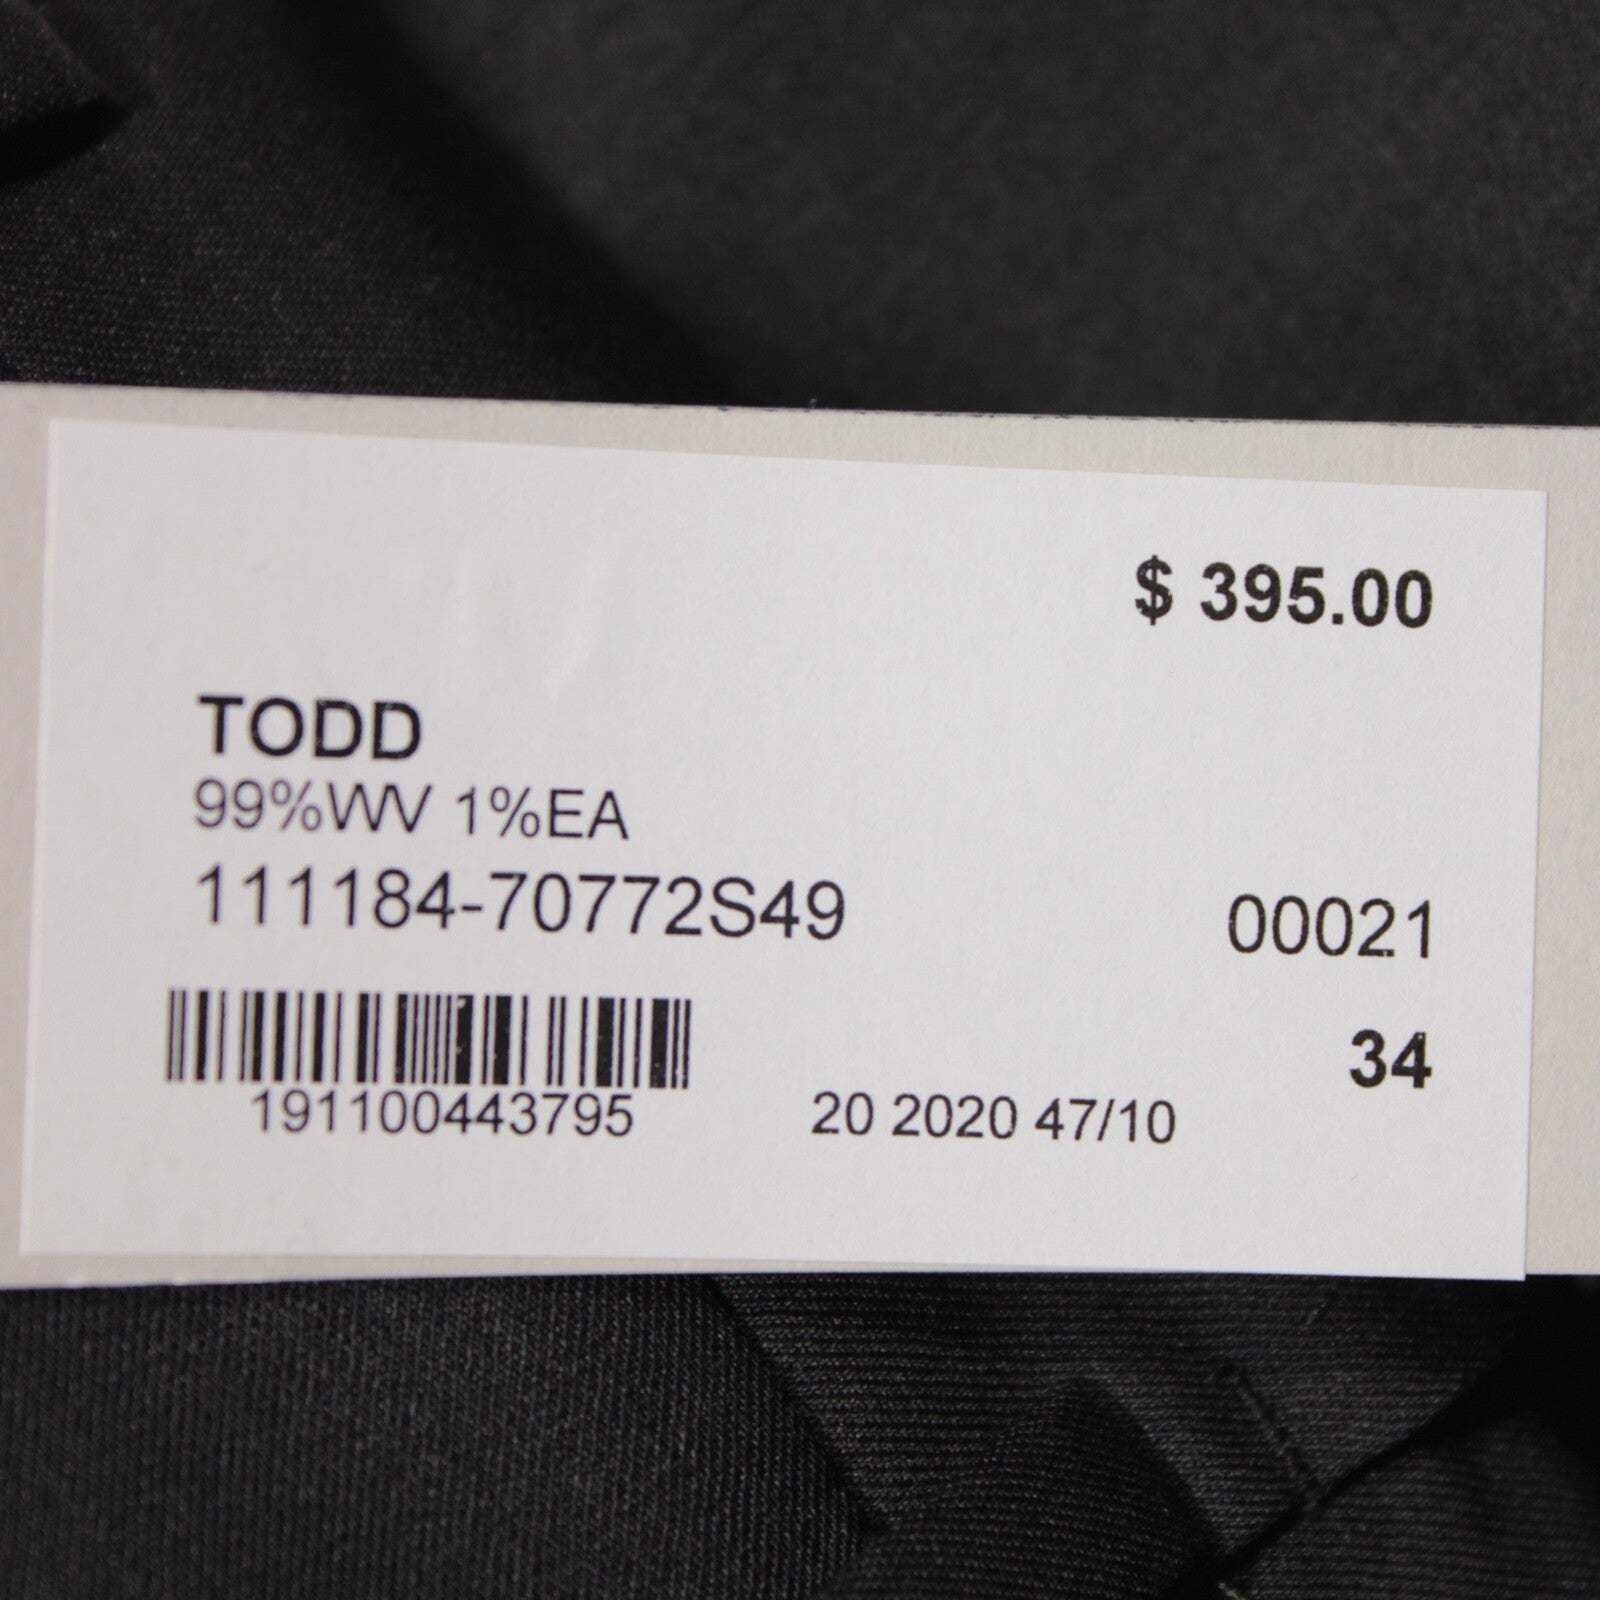 $ 395.00
TODD
99%WV 1%EA
111184-70772S49 00021
34
191100443795 20 2020 47/10